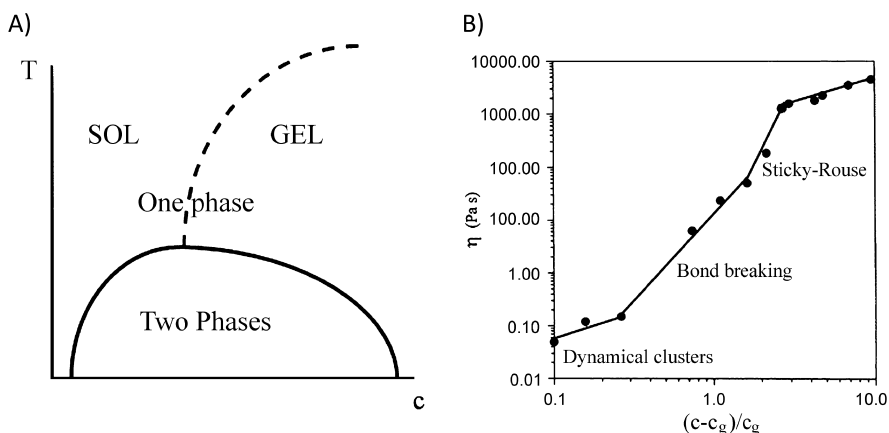 A)
T
SOL
GEL
One phase
Two Phases
c
B)
10000.00
1000.00
100.00
100.00
1.00
0.10
0.01
η (Pa s)
Sticky-Rouse
Bond breaking
Dynamical clusters
0.1
1.0
10.0
(c-cg)/cg